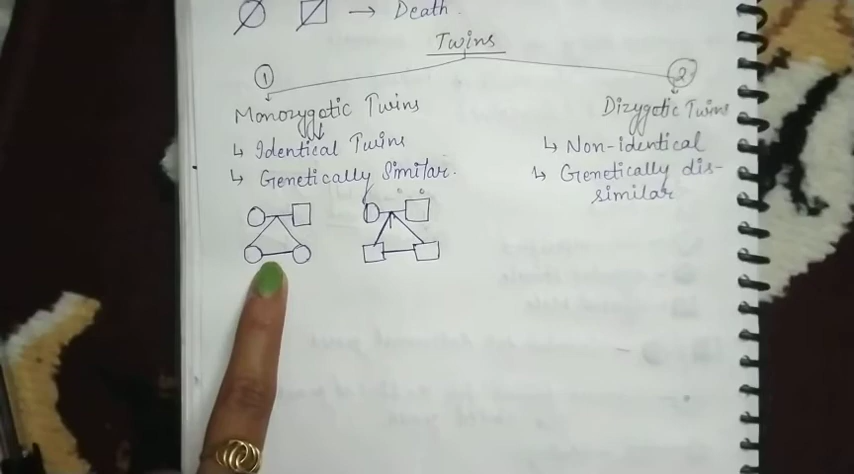 → Death.
Twins
① ②
Monozygotic Twins
↳ Identical Twins
↳ Genetically Similar.
Dizygotic Twins
↳ Non-identical
↳ Genetically dis-
similar